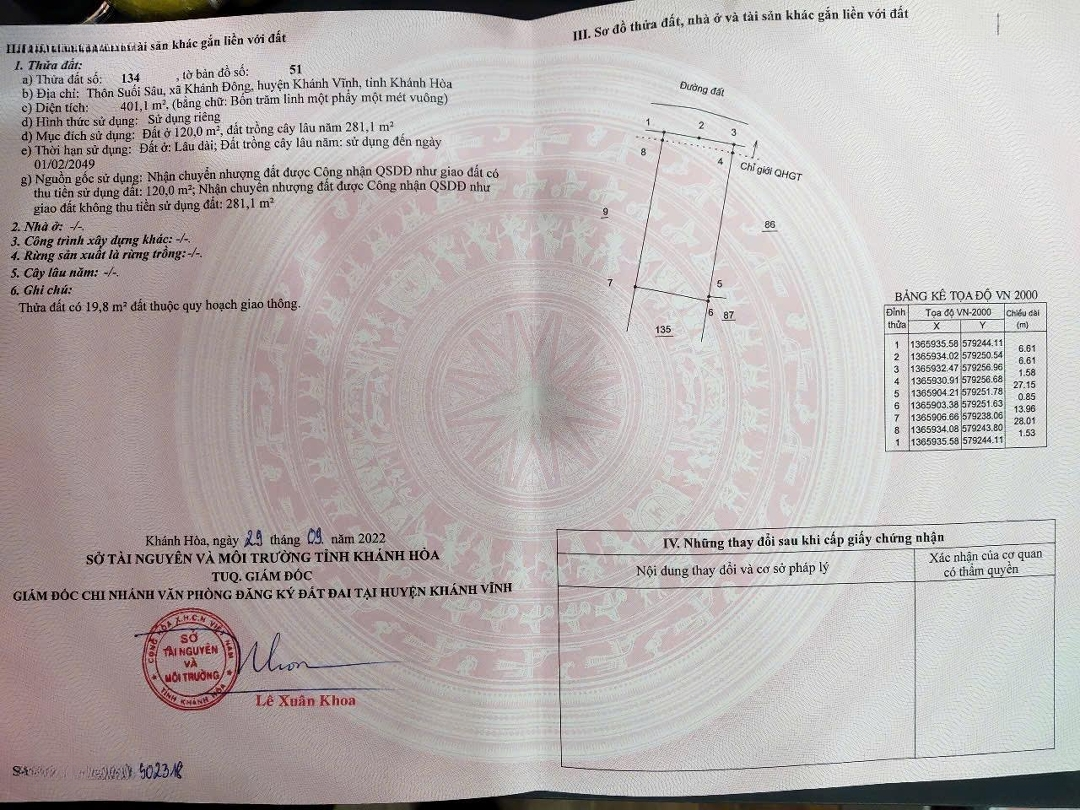 tài sản khác gắn liền với đất
1. Thửa đất:
a) Thửa đất số: 134 , tờ bản đồ số: 51
b) Địa chỉ: Thôn Suối Sâu, xã Khánh Đông, huyện Khánh Vĩnh, tỉnh Khánh Hòa
c) Diện tích: 401,1 m², (bằng chữ: Bốn trăm linh một phẩy một mét vuông)
d) Hình thức sử dụng: Sử dụng riêng
đ) Mục đích sử dụng: Đất ở 120,0 m², đất trồng cây lâu năm 281,1 m²
e) Thời hạn sử dụng: Đất ở: Lâu dài; Đất trồng cây lâu năm: sử dụng đến ngày
01/02/2049
g) Nguồn gốc sử dụng: Nhận chuyển nhượng đất được Công nhận QSDĐ như giao đất có
thu tiền sử dụng đất: 120,0 m²; Nhận chuyển nhượng đất được Công nhận QSDĐ như
giao đất không thu tiền sử dụng đất: 281,1 m²
2. Nhà ở: -/-.
3. Công trình xây dựng khác: -/-.
4. Rừng sản xuất là rừng trồng: -/-.
5. Cây lâu năm: -/-.
6. Ghi chú:
Thửa đất có 19,8 m² đất thuộc quy hoạch giao thông.
Khánh Hòa, ngày 29 tháng 09 năm 2022
SỞ TÀI NGUYÊN VÀ MÔI TRƯỜNG TỈNH KHÁNH HÒA
TUQ. GIÁM ĐỐC
GIÁM ĐỐC CHI NHÁNH VĂN PHÒNG ĐĂNG KÝ ĐẤT ĐAI TẠI HUYỆN KHÁNH VĨNH
CỘNG HÒA X.H.C.N VIỆT NAM
SỞ
TÀI NGUYÊN
VÀ
MÔI TRƯỜNG
TỈNH KHÁNH HÒA
Lê Xuân Khoa
III. Sơ đồ thửa đất, nhà ở và tài sản khác gắn liền với đất
Đường đất
1
2
3
8
4
Chỉ giới QHGT
9
86
7
5
6
87
135
BẢNG KÊ TỌA ĐỘ VN 2000
Đỉnh thửa Tọa độ VN-2000 Chiều dài (m)
X Y
1 1365935.58 579244.11
6.61
2 1365934.02 579250.54
6.61
3 1365932.47 579256.96
1.58
4 1365930.91 579256.68
27.15
5 1365904.21 579251.78
0.85
6 1365903.38 579251.63
13.96
7 1365906.66 579238.06
28.01
8 1365934.08 579243.80
1.53
1 1365935.58 579244.11
IV. Những thay đổi sau khi cấp giấy chứng nhận
Nội dung thay đổi và cơ sở pháp lý
Xác nhận của cơ quan
có thẩm quyền